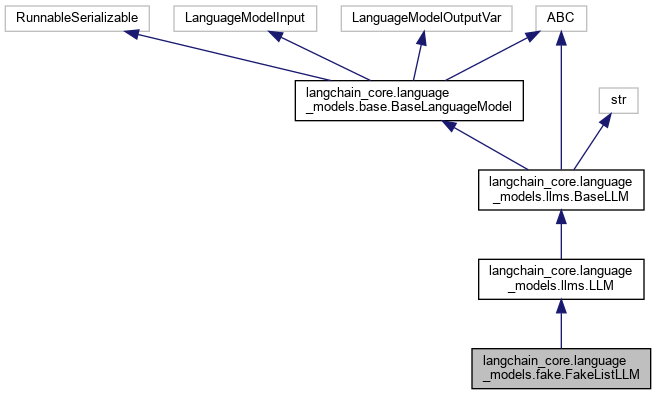 RunnableSerializable
LanguageModelInput
LanguageModelOutputVar
ABC
langchain_core.language
_models.base.BaseLanguageModel
str
langchain_core.language
_models.llms.BaseLLM
langchain_core.language
_models.llms.LLM
langchain_core.language
_models.fake.FakeListLLM